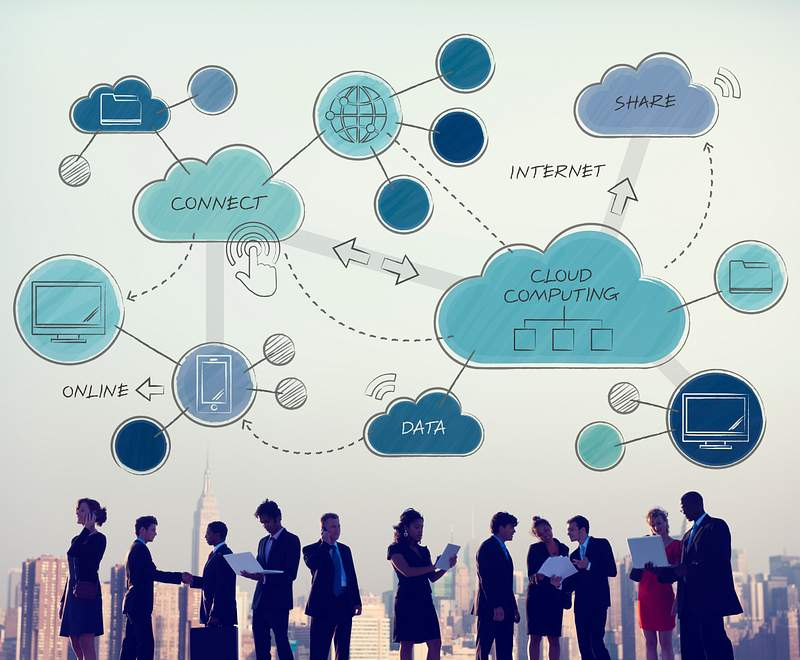 SHARE
INTERNET
CONNECT
CLOUD
COMPUTING
ONLINE
DATA